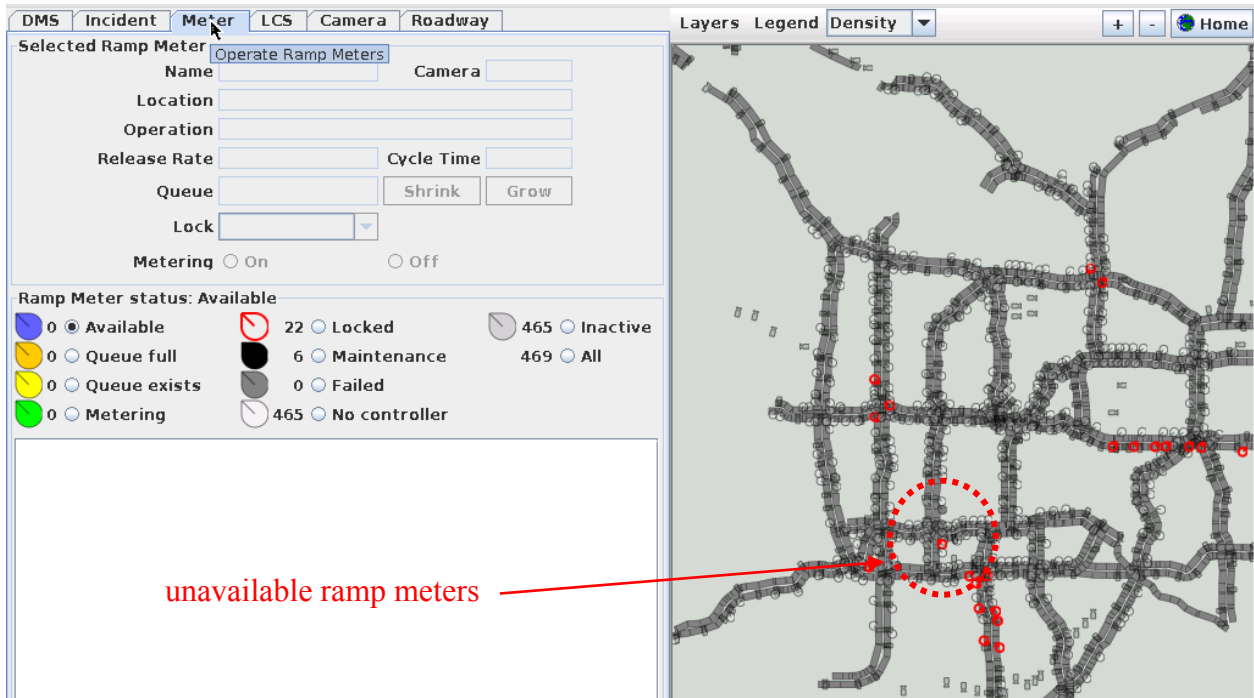 DMS Incident Meter LCS Camera Roadway
Layers Legend Density + - Home
Selected Ramp Meter
Operate Ramp Meters
Name Camera
Location
Operation
Release Rate Cycle Time
Queue Shrink Grow
Lock
Metering On Off
Ramp Meter status: Available
0 Available 22 Locked 465 Inactive
0 Queue full 6 Maintenance 469 All
0 Queue exists 0 Failed
0 Metering 465 No controller
unavailable ramp meters